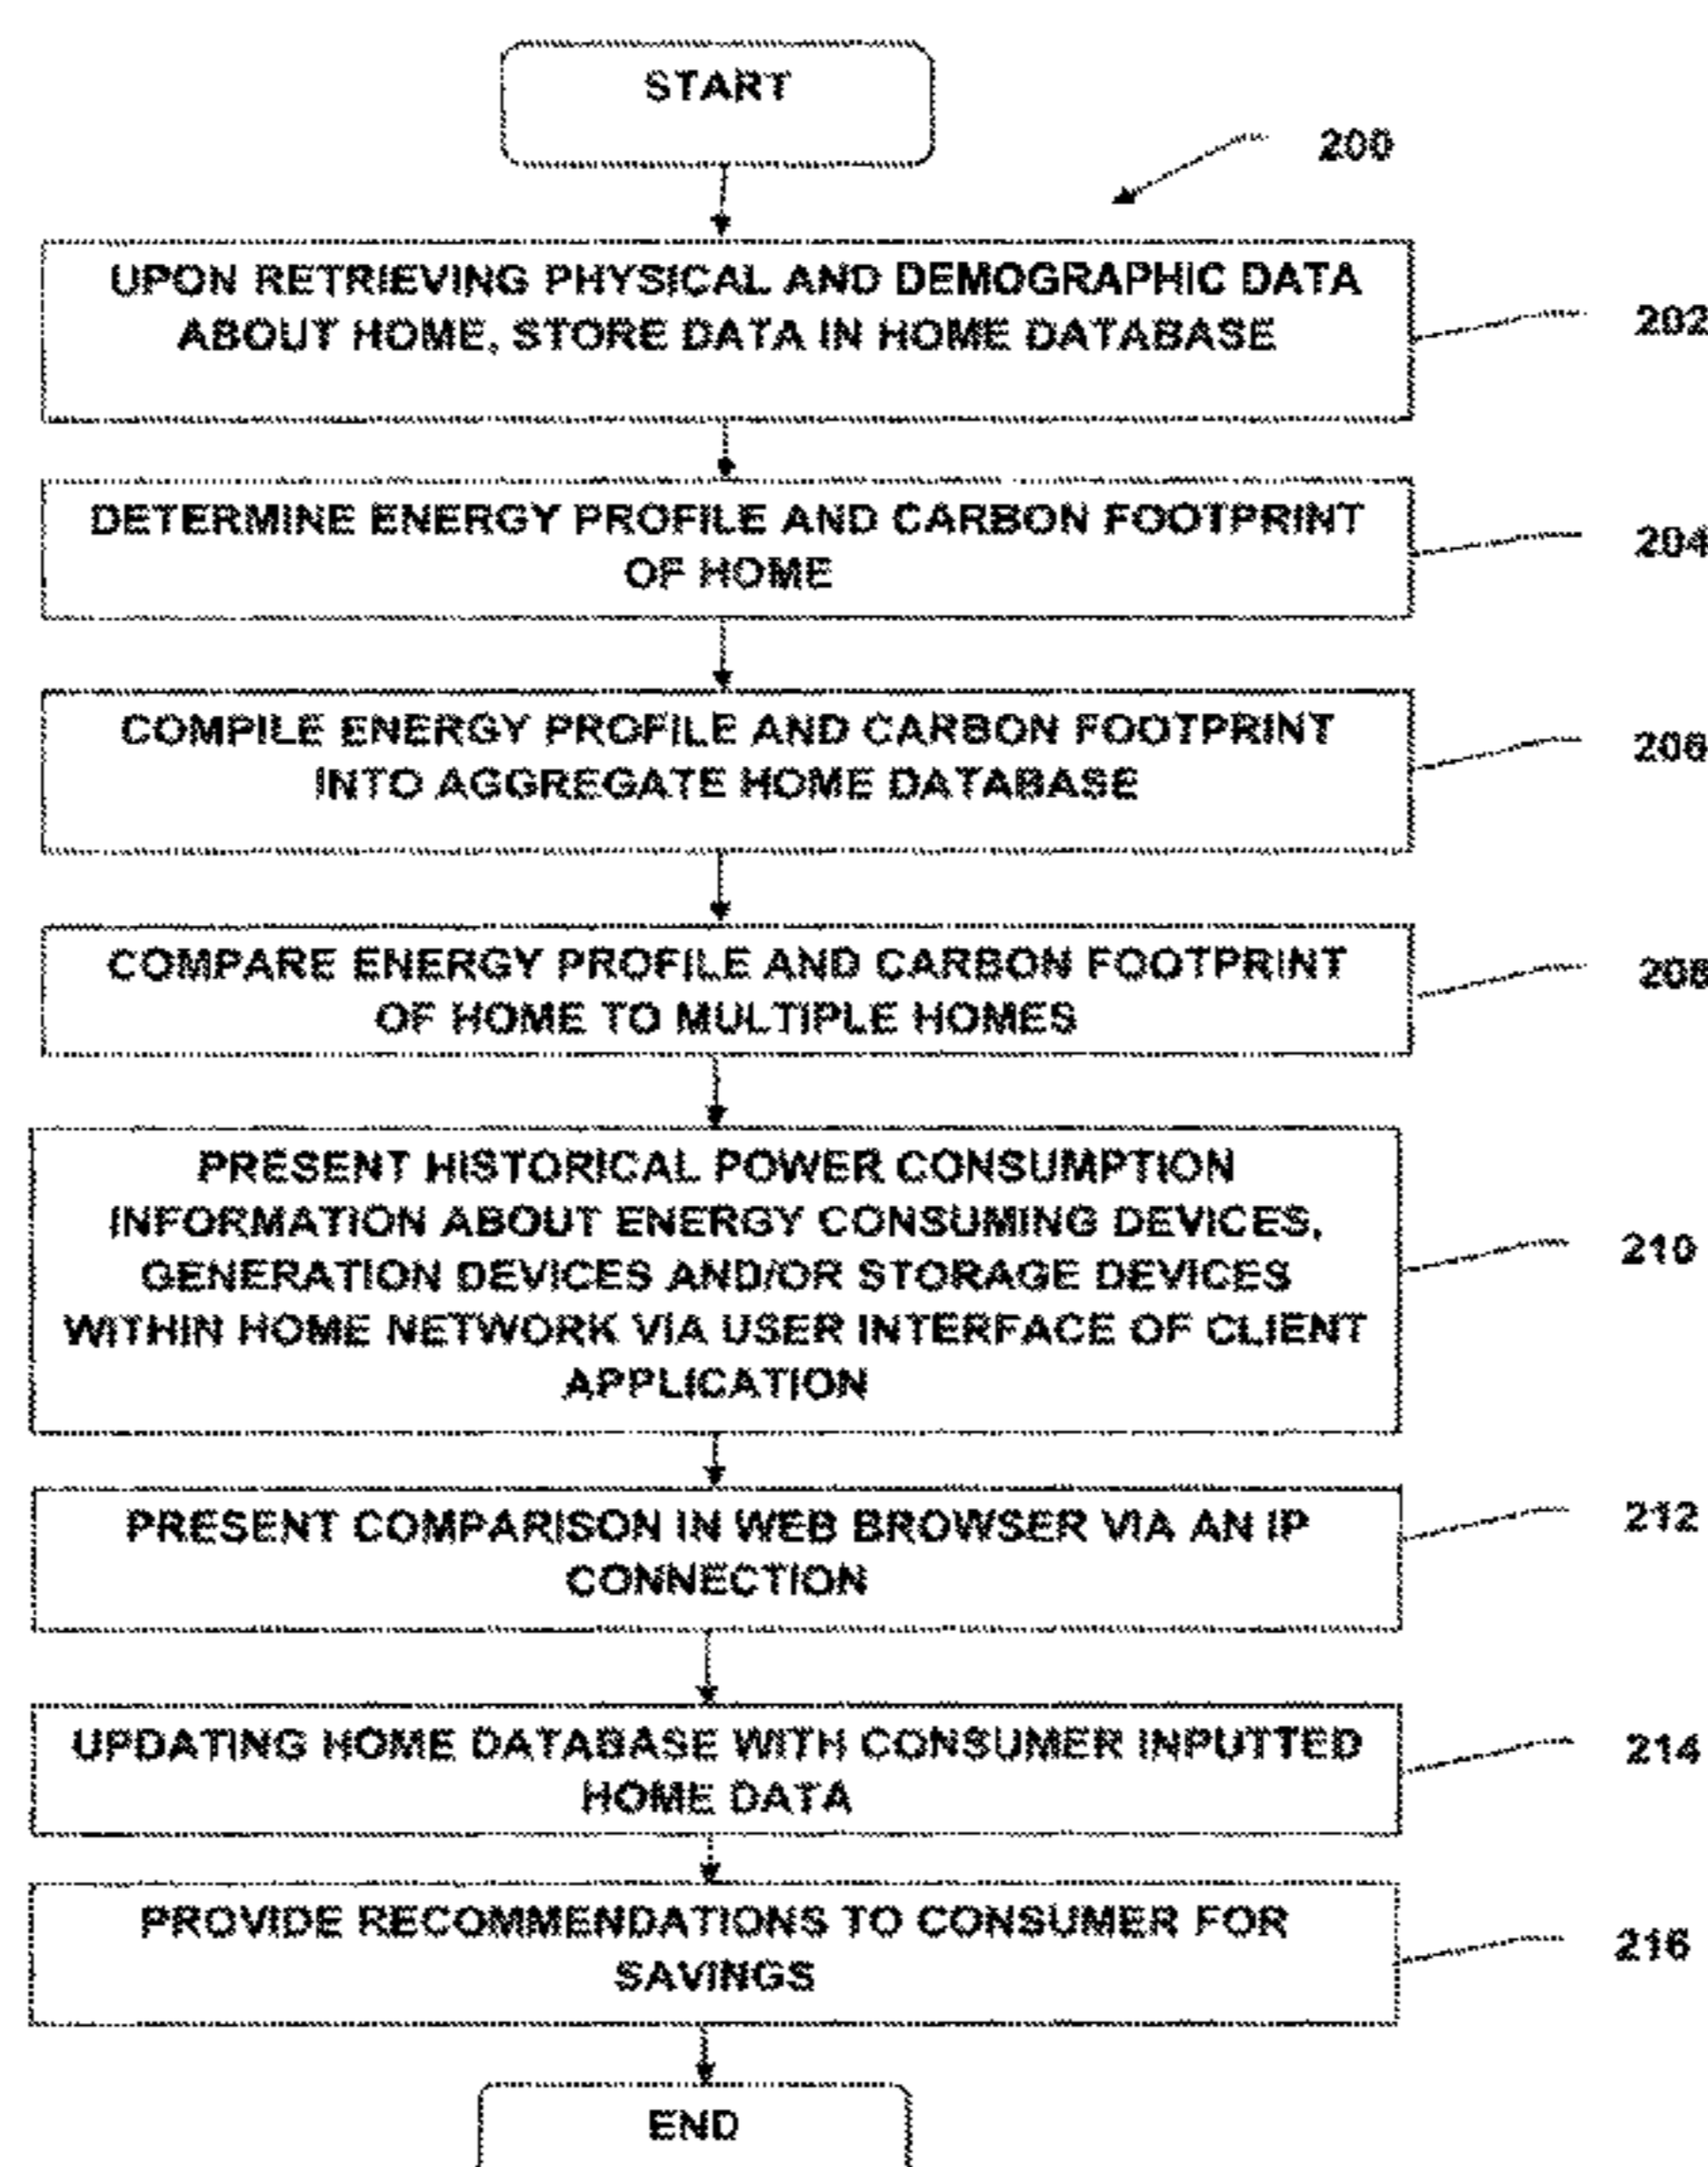 START
200
UPON RETRIEVING PHYSICAL AND DEMOGRAPHIC DATA
ABOUT HOME, STORE DATA IN HOME DATABASE
202
DETERMINE ENERGY PROFILE AND CARBON FOOTPRINT
OF HOME
204
COMPILE ENERGY PROFILE AND CARBON FOOTPRINT
INTO AGGREGATE HOME DATABASE
206
COMPARE ENERGY PROFILE AND CARBON FOOTPRINT
OF HOME TO MULTIPLE HOMES
208
PRESENT HISTORICAL POWER CONSUMPTION
INFORMATION ABOUT ENERGY CONSUMING DEVICES,
GENERATION DEVICES AND/OR STORAGE DEVICES
WITHIN HOME NETWORK VIA USER INTERFACE OF CLIENT
APPLICATION
210
PRESENT COMPARISON IN WEB BROWSER VIA AN IP
CONNECTION
212
UPDATING HOME DATABASE WITH CONSUMER INPUTTED
HOME DATA
214
PROVIDE RECOMMENDATIONS TO CONSUMER FOR
SAVINGS
216
END